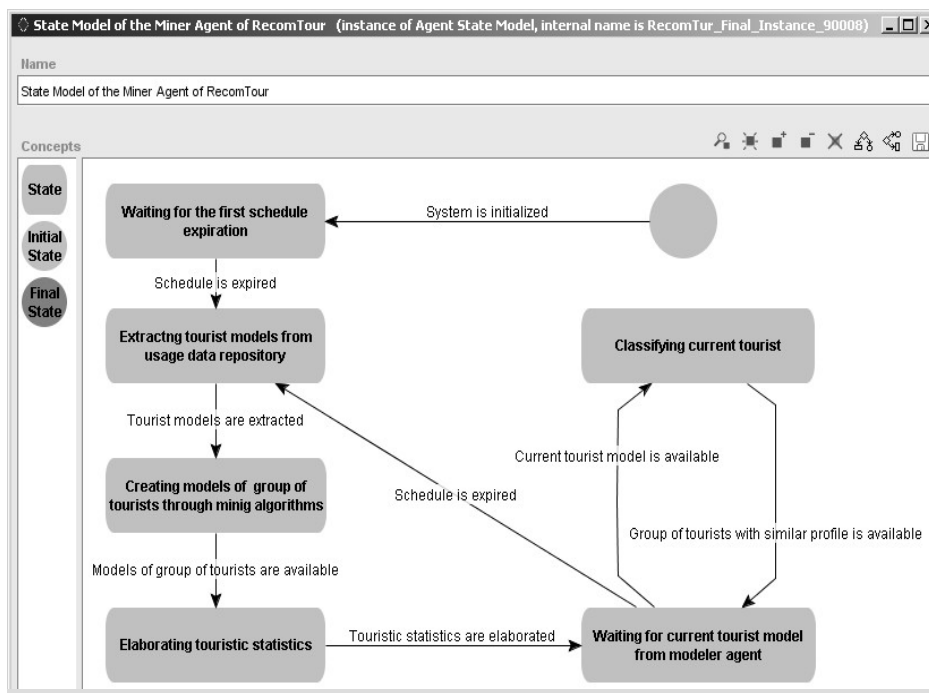 State Model of the Miner Agent of RecomTour (instance of Agent State Model, internal name is RecomTur_Final_Instance_90008)
Name
State Model of the Miner Agent of RecomTour
Concepts
State
Initial
State
Final
State
Waiting for the first schedule
expiration
System is initialized
Schedule is expired
Extractng tourist models from
usage data repository
Classifying current tourist
Tourist models are extracted
Current tourist model is available
Creating models of group of
tourists through minig algorithms
Schedule is expired
Group of tourists with similar profile is available
Models of group of tourists are available
Elaborating touristic statistics
Touristic statistics are elaborated
Waiting for current tourist model
from modeler agent